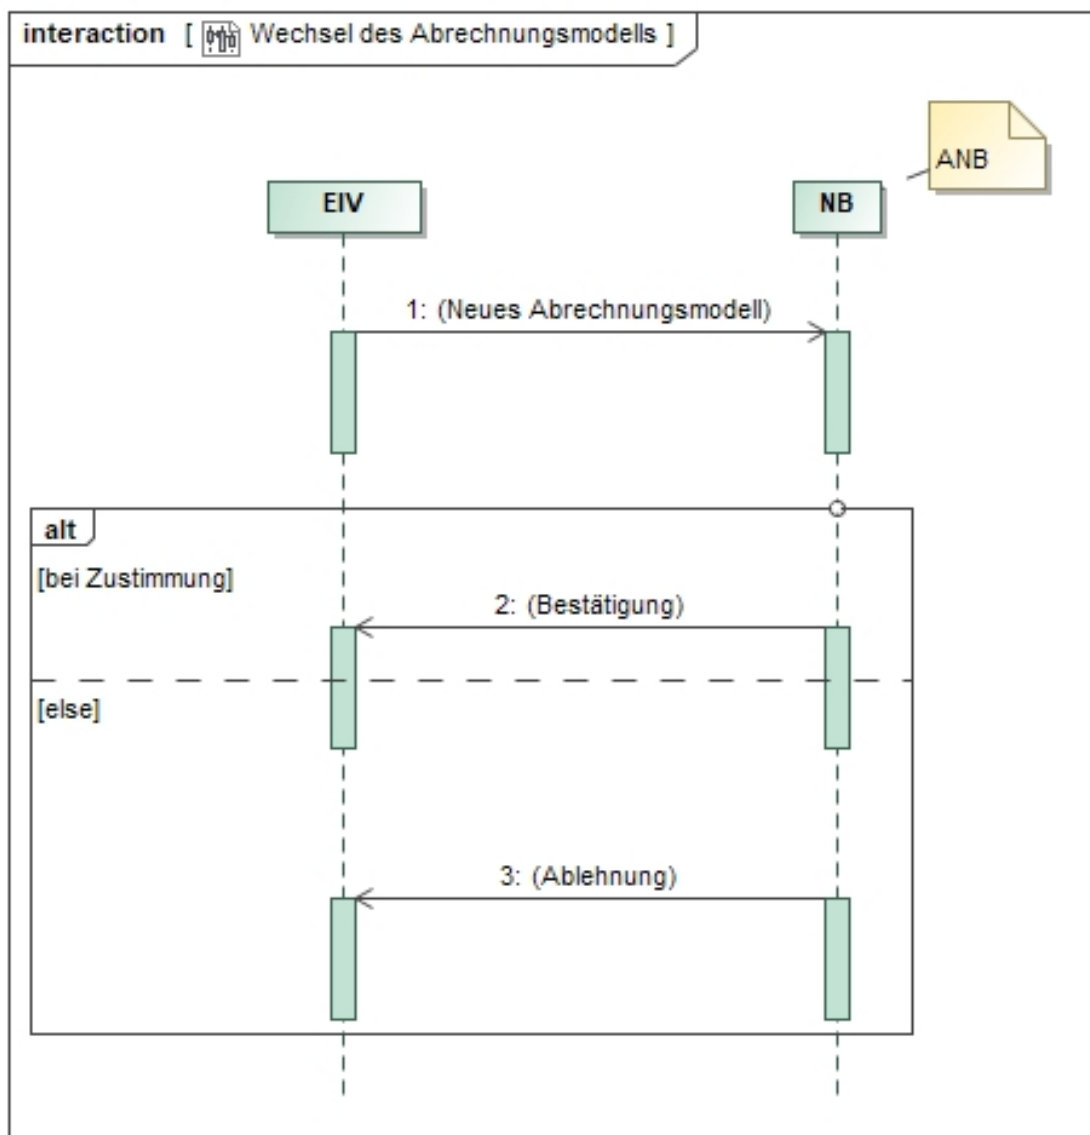 interaction [ Wechsel des Abrechnungsmodells ]
ANB
EIV
NB
1: (Neues Abrechnungsmodell)
alt
[bei Zustimmung]
2: (Bestätigung)
[else]
3: (Ablehnung)